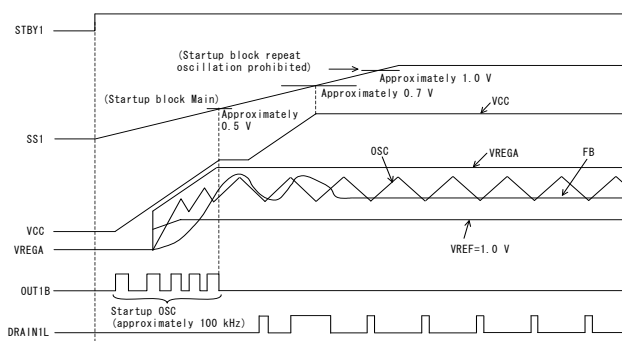 STBY1
(Startup block repeat
oscillation prohibited)
Approximately 1.0 V
Approximately 0.7 V
(Startup block Main)
Approximately
0.5 V
VCC
SS1
OSC
VREGA
FB
VCC
VREGA
VREF=1.0 V
OUT1B
Startup OSC
(approximately 100 kHz)
DRAIN1L